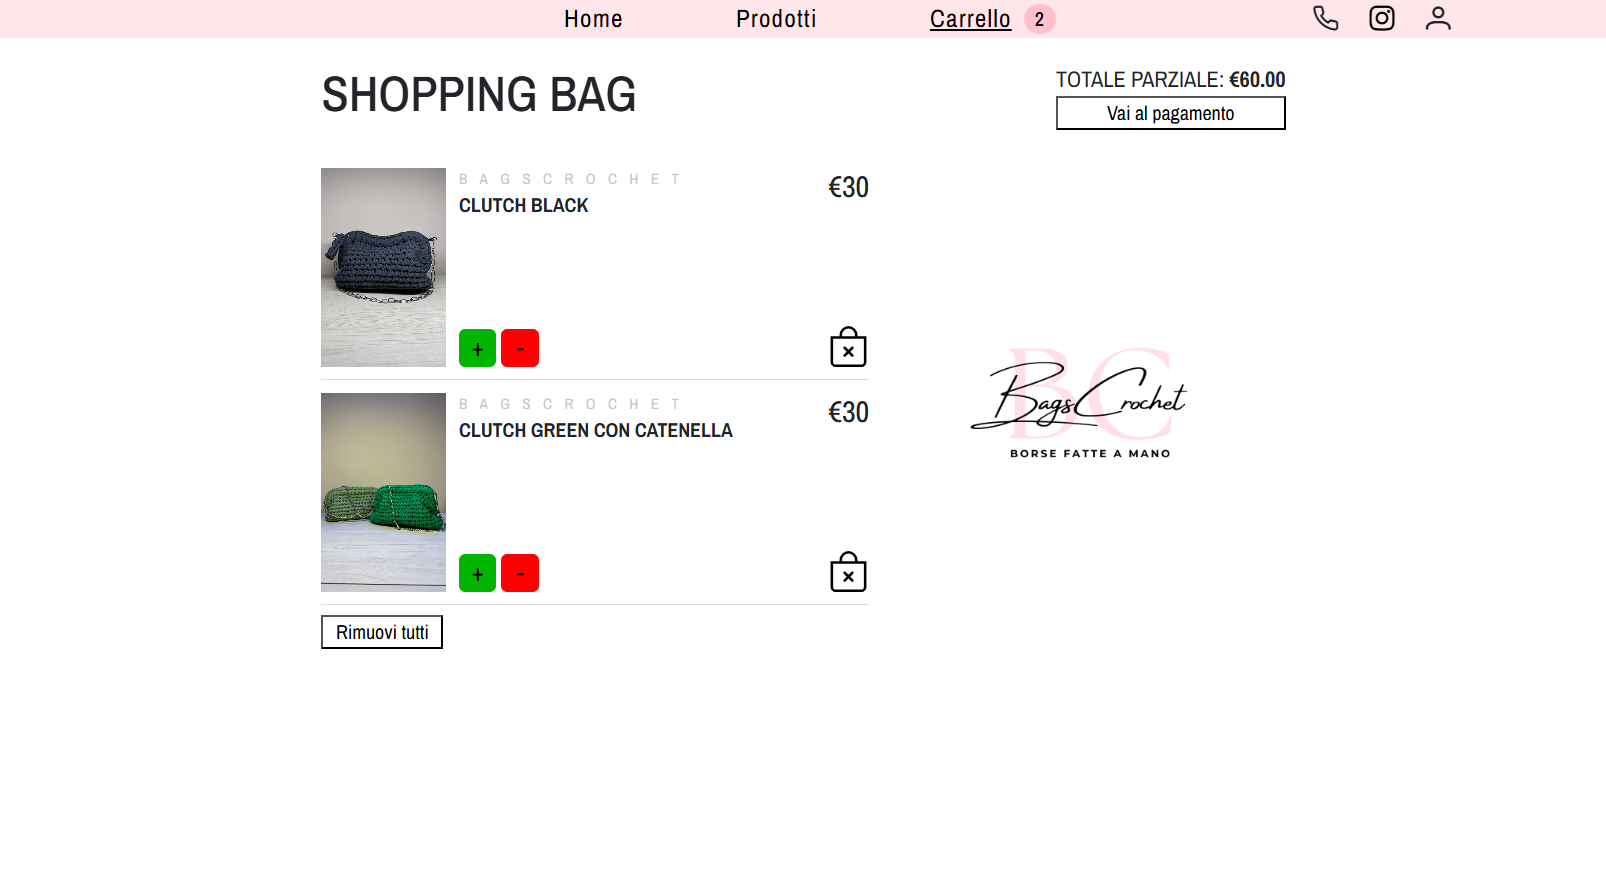 Home Prodotti Carrello 2
SHOPPING BAG
TOTALE PARZIALE: €60.00
Vai al pagamento
BAGSCROCHET
CLUTCH BLACK
€30
+ -
BAGSCROCHET
CLUTCH GREEN CON CATENELLA
€30
+ -
Rimuovi tutti
BC
BagsCrochet
BORSE FATTE A MANO